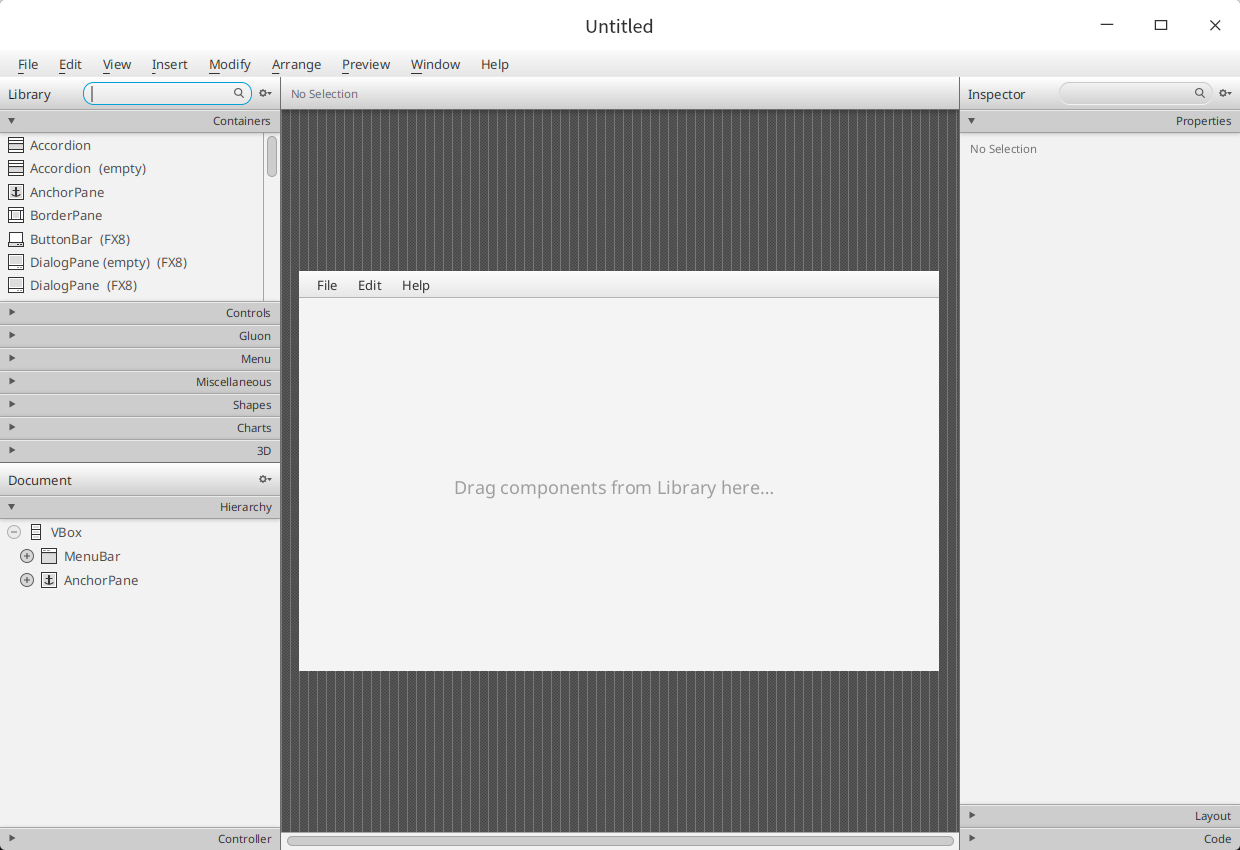 Untitled
File Edit View Insert Modify Arrange Preview Window Help
Library
No Selection
Inspector
Containers
Properties
Accordion
No Selection
Accordion (empty)
AnchorPane
BorderPane
ButtonBar (FX8)
DialogPane (empty) (FX8)
DialogPane (FX8)
File Edit Help
Controls
Gluon
Menu
Miscellaneous
Shapes
Charts
3D
Document
Drag components from Library here...
Hierarchy
VBox
MenuBar
AnchorPane
Layout
Controller
Code